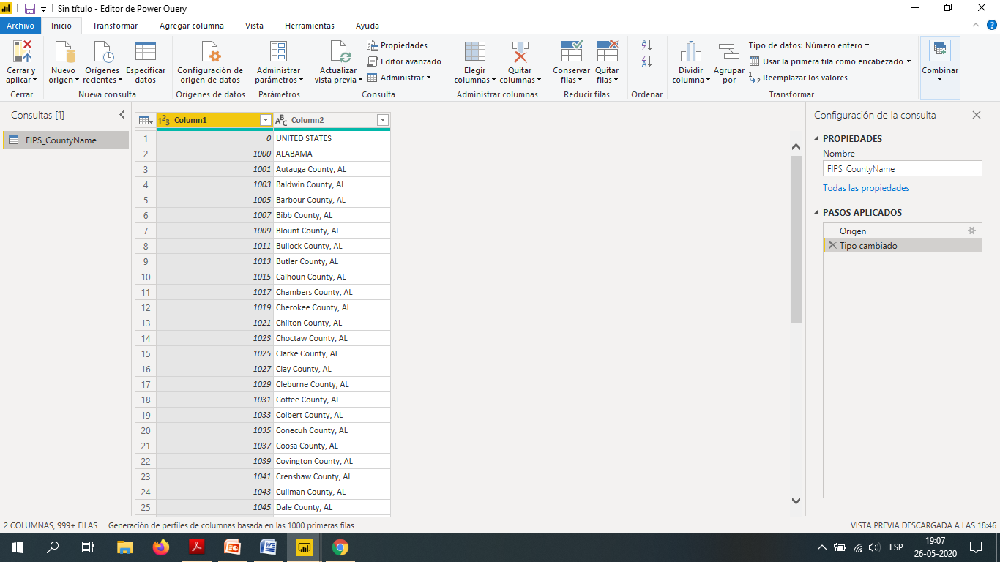 Sin título - Editor de Power Query
Archivo Inicio Transformar Agregar columna Vista Herramientas Ayuda
Cerrar y aplicar
Cerrar
Nuevo origen
Orígenes recientes
Especificar datos
Nueva consulta
Configuración de origen de datos
Orígenes de datos
Administrar parámetros
Parámetros
Actualizar vista previa
Propiedades
Editor avanzado
Administrar
Consulta
Elegir columnas
Quitar columnas
Administrar columnas
Conservar filas
Quitar filas
Reducir filas
Ordenar
Dividir columna
Agrupar por
Tipo de datos: Número entero
Usar la primera fila como encabezado
Reemplazar los valores
Transformar
Combinar
Consultas [1]
FIPS_CountyName
Column1 Column2
1 0 UNITED STATES
2 1000 ALABAMA
3 1001 Autauga County, AL
4 1003 Baldwin County, AL
5 1005 Barbour County, AL
6 1007 Bibb County, AL
7 1009 Blount County, AL
8 1011 Bullock County, AL
9 1013 Butler County, AL
10 1015 Calhoun County, AL
11 1017 Chambers County, AL
12 1019 Cherokee County, AL
13 1021 Chilton County, AL
14 1023 Choctaw County, AL
15 1025 Clarke County, AL
16 1027 Clay County, AL
17 1029 Cleburne County, AL
18 1031 Coffee County, AL
19 1033 Colbert County, AL
20 1035 Conecuh County, AL
21 1037 Coosa County, AL
22 1039 Covington County, AL
23 1041 Crenshaw County, AL
24 1043 Cullman County, AL
25 1045 Dale County, AL
Configuración de la consulta
PROPIEDADES
Nombre
FIPS_CountyName
Todas las propiedades
PASOS APLICADOS
Origen
Tipo cambiado
2 COLUMNAS, 999+ FILAS Generación de perfiles de columnas basada en las 1000 primeras filas VISTA PREVIA DESCARGADA A LAS 18:46
ESP
19:07
26-05-2020